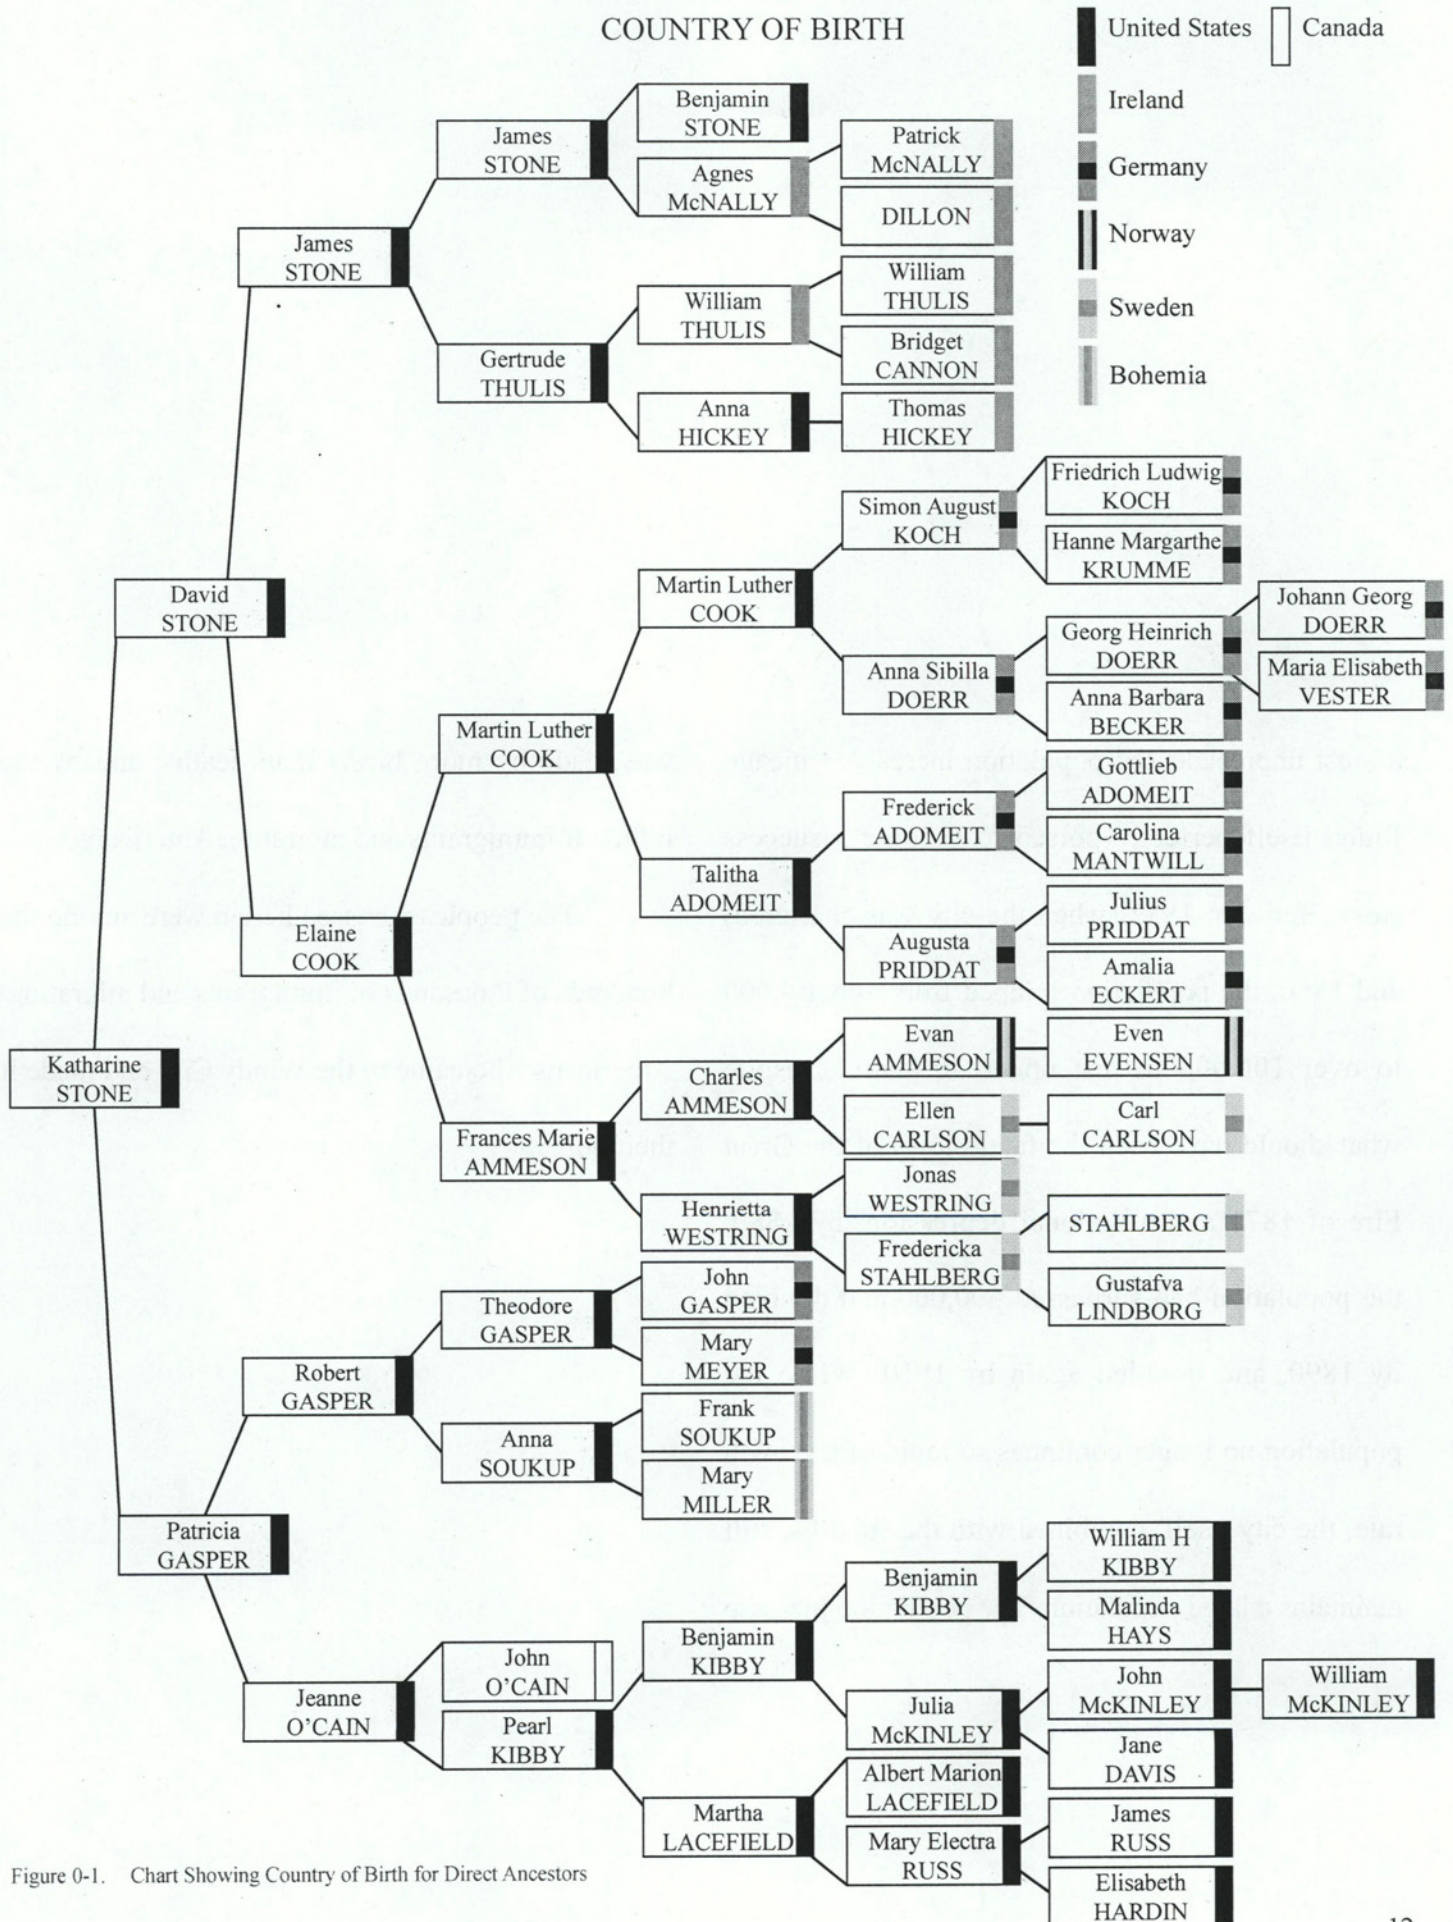 COUNTRY OF BIRTH
United States
Canada
Ireland
Germany
Norway
Sweden
Bohemia
Katharine
STONE
David
STONE
Patricia
GASPER
James
STONE
Elaine
COOK
Robert
GASPER
Jeanne
O'CAIN
James
STONE
Gertrude
THULIS
Martin Luther
COOK
Frances Marie
AMMESON
Theodore
GASPER
Anna
SOUKUP
John
O'CAIN
Pearl
KIBBY
Benjamin
STONE
Agnes
McNALLY
William
THULIS
Anna
HICKEY
Martin Luther
COOK
Talitha
ADOMEIT
Charles
AMMESON
Henrietta
WESTRING
John
GASPER
Mary
MEYER
Frank
SOUKUP
Mary
MILLER
Benjamin
KIBBY
Martha
LACEFIELD
Patrick
McNALLY
DILLON
William
THULIS
Bridget
CANNON
Thomas
HICKEY
Simon August
KOCH
Anna Sibilla
DOERR
Frederick
ADOMEIT
Augusta
PRIDDAT
Evan
AMMESON
Ellen
CARLSON
Jonas
WESTRING
Fredericka
STAHLBERG
Benjamin
KIBBY
Julia
McKINLEY
Albert Marion
LACEFIELD
Mary Electra
RUSS
Friedrich Ludwig
KOCH
Hanne Margarthe
KRUMME
Georg Heinrich
DOERR
Anna Barbara
BECKER
Gottlieb
ADOMEIT
Carolina
MANTWILL
Julius
PRIDDAT
Amalia
ECKERT
Even
EVENSEN
Carl
CARLSON
STAHLBERG
Gustafva
LINDBORG
William H
KIBBY
Malinda
HAYS
John
McKINLEY
Jane
DAVIS
James
RUSS
Elisabeth
HARDIN
Johann Georg
DOERR
Maria Elisabeth
VESTER
William
McKINLEY
Figure 0-1. Chart Showing Country of Birth for Direct Ancestors